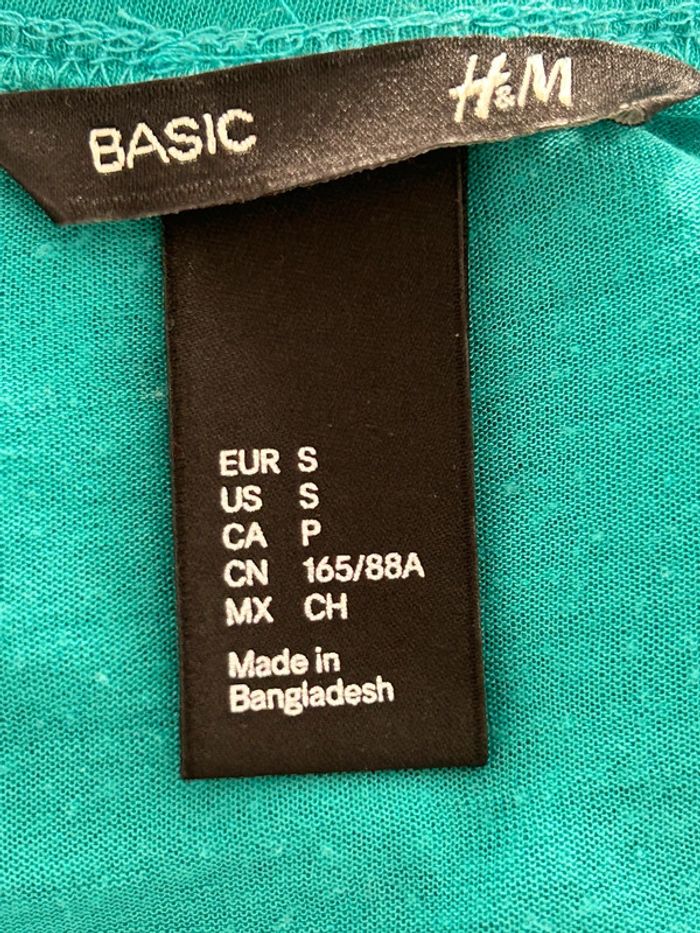 BASIC
H&M
EUR S
US S
CA P
CN 165/88A
MX CH
Made in
Bangladesh